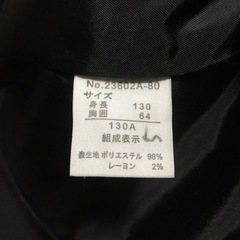 No.23602A-80
サイズ
身長 130
胸囲 64
130A
組成表示
表生地 ポリエステル 98%
レーヨン 2%